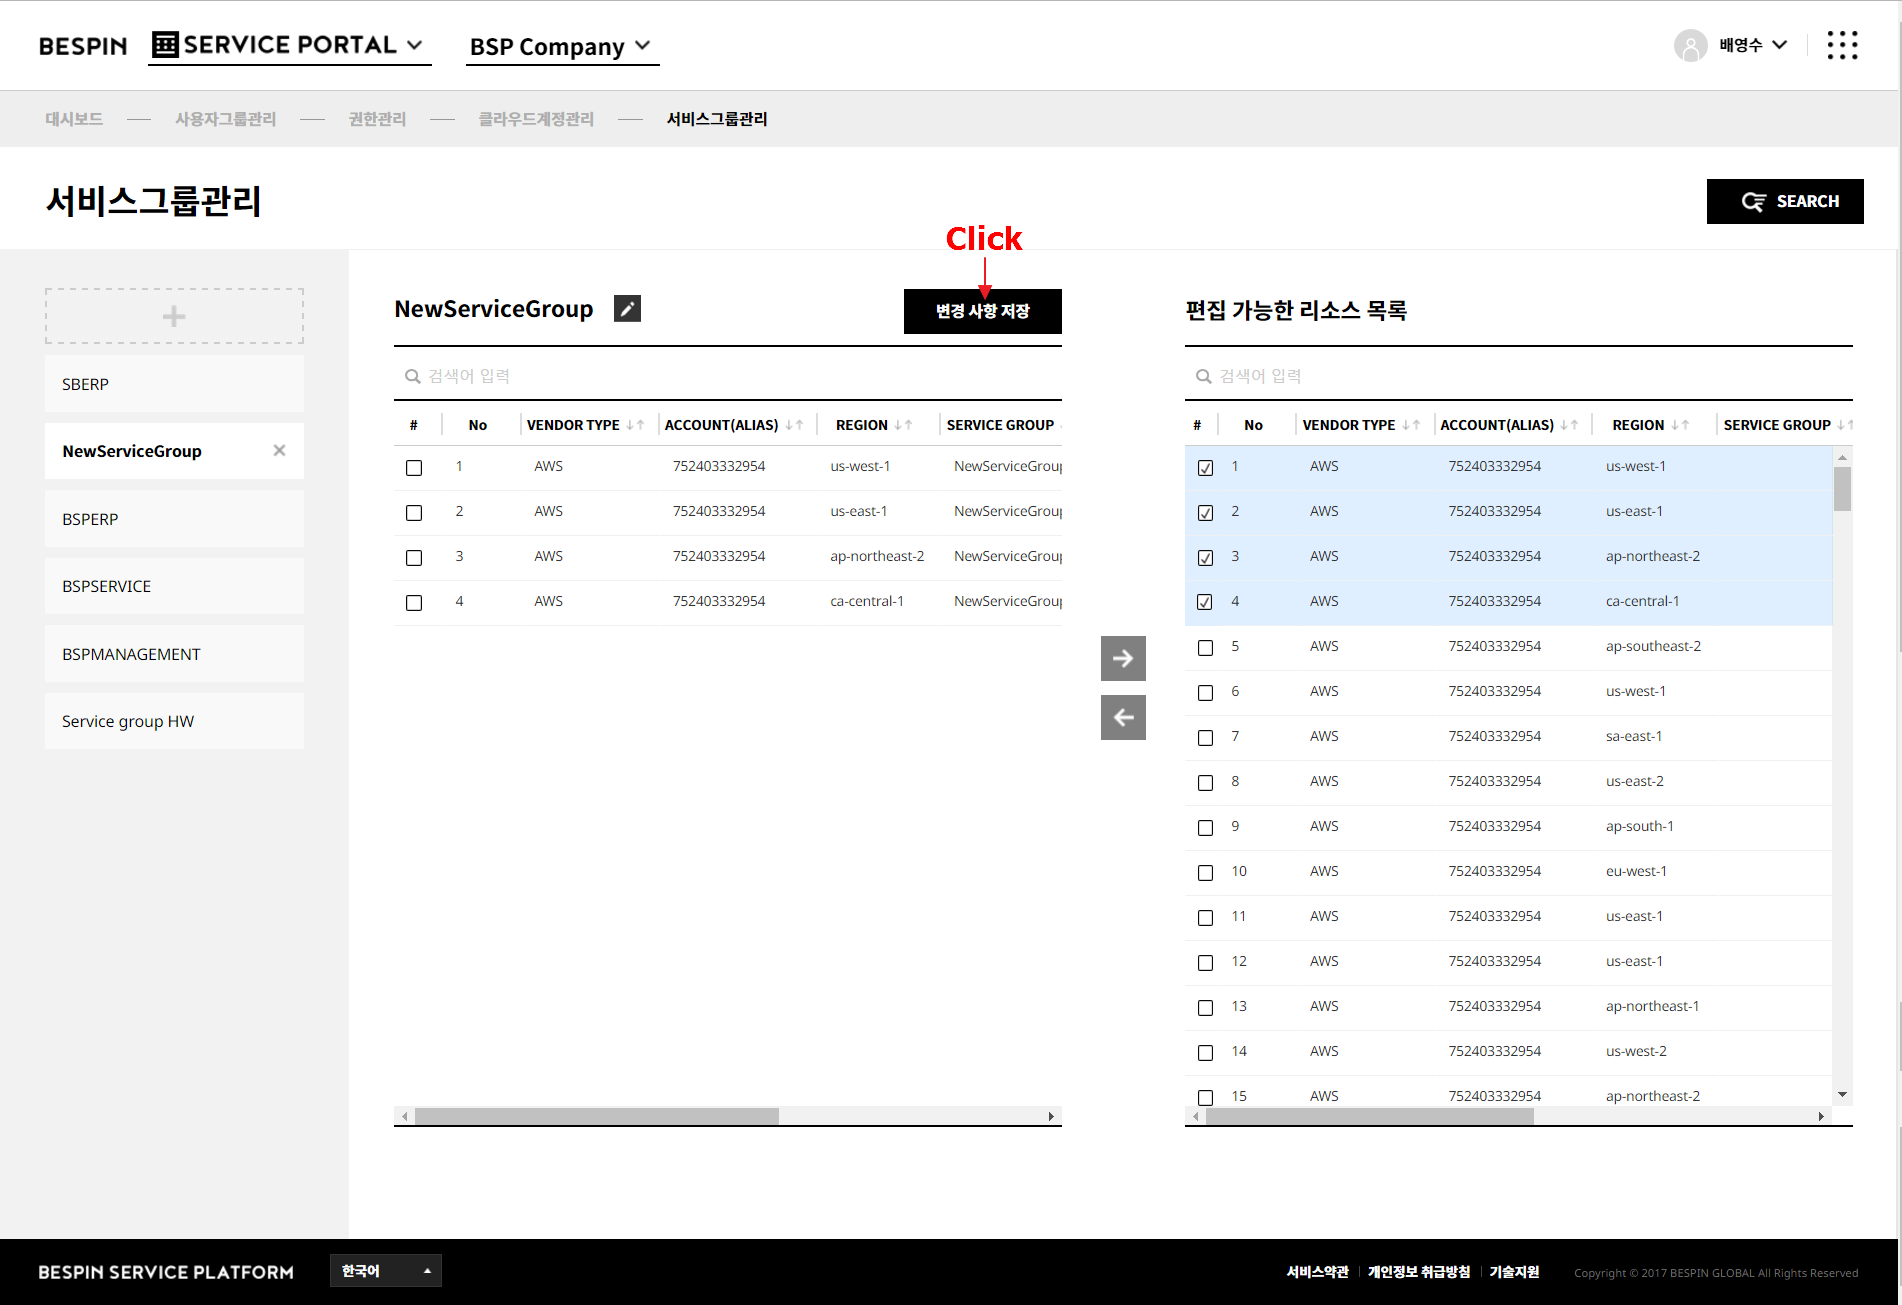 BESPIN SERVICE PORTAL BSP Company 배영수
대시보드 사용자그룹관리 권한관리 클라우드계정관리 서비스그룹관리
서비스그룹관리 SEARCH
Click
NewServiceGroup 변경 사항 저장 편집 가능한 리소스 목록
검색어 입력 검색어 입력
SBERP
NewServiceGroup
BSPERP
BSPSERVICE
BSPMANAGEMENT
Service group HW
# No VENDOR TYPE ACCOUNT(ALIAS) REGION SERVICE GROUP
1 AWS 752403332954 us-west-1 NewServiceGroup
2 AWS 752403332954 us-east-1 NewServiceGroup
3 AWS 752403332954 ap-northeast-2 NewServiceGroup
4 AWS 752403332954 ca-central-1 NewServiceGroup
# No VENDOR TYPE ACCOUNT(ALIAS) REGION SERVICE GROUP
1 AWS 752403332954 us-west-1
2 AWS 752403332954 us-east-1
3 AWS 752403332954 ap-northeast-2
4 AWS 752403332954 ca-central-1
5 AWS 752403332954 ap-southeast-2
6 AWS 752403332954 us-west-1
7 AWS 752403332954 sa-east-1
8 AWS 752403332954 us-east-2
9 AWS 752403332954 ap-south-1
10 AWS 752403332954 eu-west-1
11 AWS 752403332954 us-east-1
12 AWS 752403332954 us-east-1
13 AWS 752403332954 ap-northeast-1
14 AWS 752403332954 us-west-2
15 AWS 752403332954 ap-northeast-2
BESPIN SERVICE PLATFORM 한국어 서비스약관 개인정보 취급방침 기술지원 Copyright © 2017 BESPIN GLOBAL All Rights Reserved